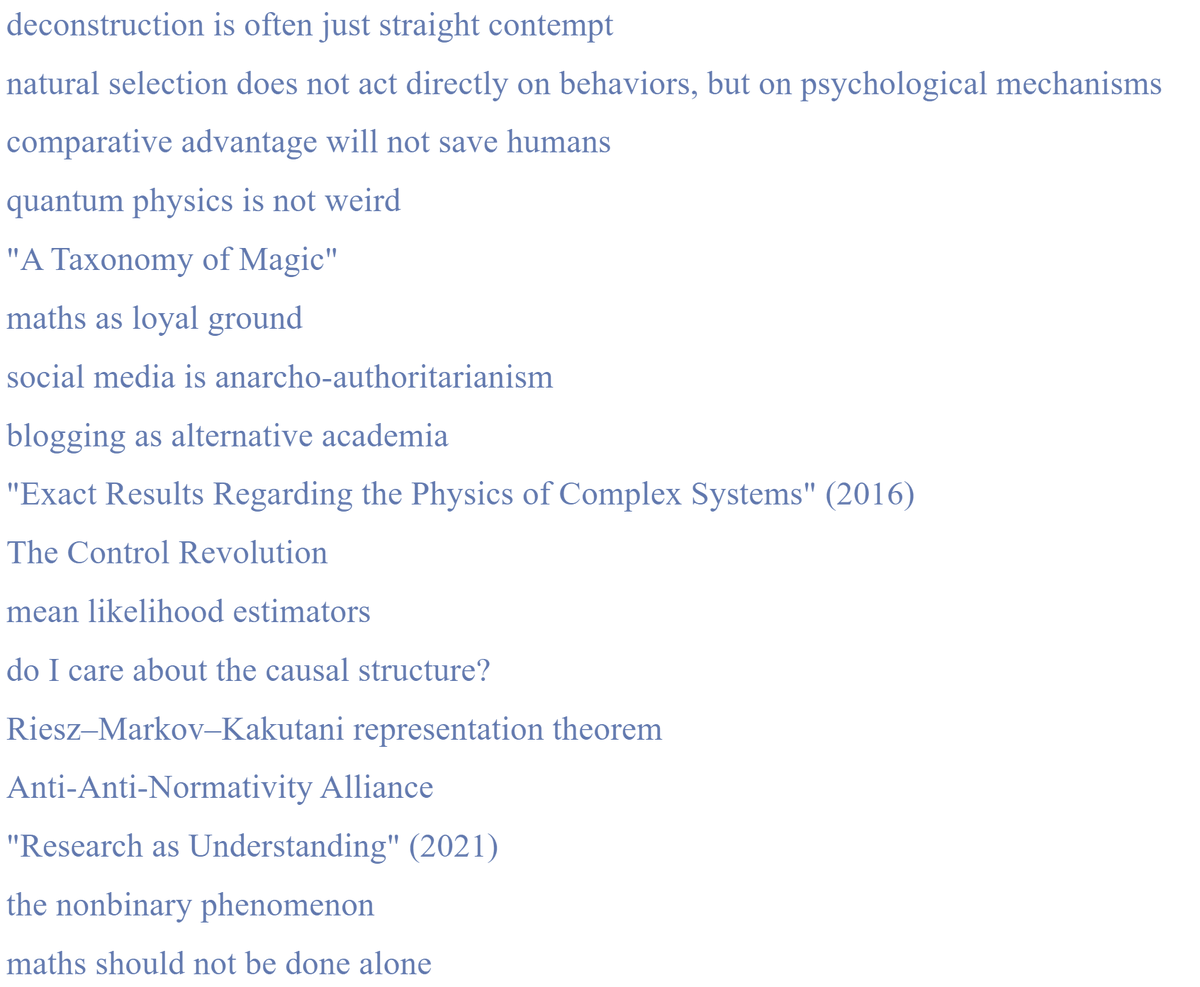 deconstruction is often just straight contempt
natural selection does not act directly on behaviors, but on psychological mechanisms
comparative advantage will not save humans
quantum physics is not weird
"A Taxonomy of Magic"
maths as loyal ground
social media is anarcho-authoritarianism
blogging as alternative academia
"Exact Results Regarding the Physics of Complex Systems" (2016)
The Control Revolution
mean likelihood estimators
do I care about the causal structure?
Riesz–Markov–Kakutani representation theorem
Anti-Anti-Normativity Alliance
"Research as Understanding" (2021)
the nonbinary phenomenon
maths should not be done alone